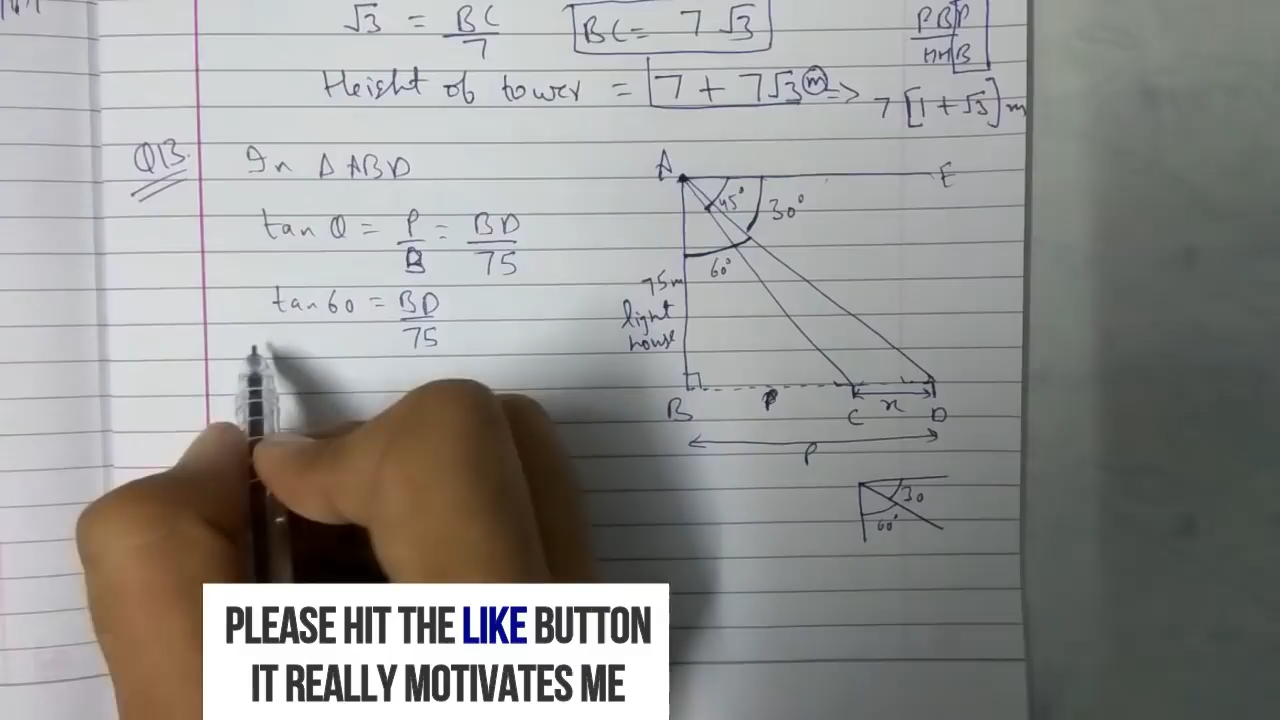 √3 = BC/7
BC = 7√3
PBP
HHB
Height of tower = 7 + 7√3 m => 7[1+√3]m
Q13.
In Δ ABD
tan θ = P/B = BD/75
tan 60 = BD/75
A
E
45°
30°
60°
75m
light
house
B
P
C
x
D
P
30
60°
PLEASE HIT THE LIKE BUTTON
IT REALLY MOTIVATES ME